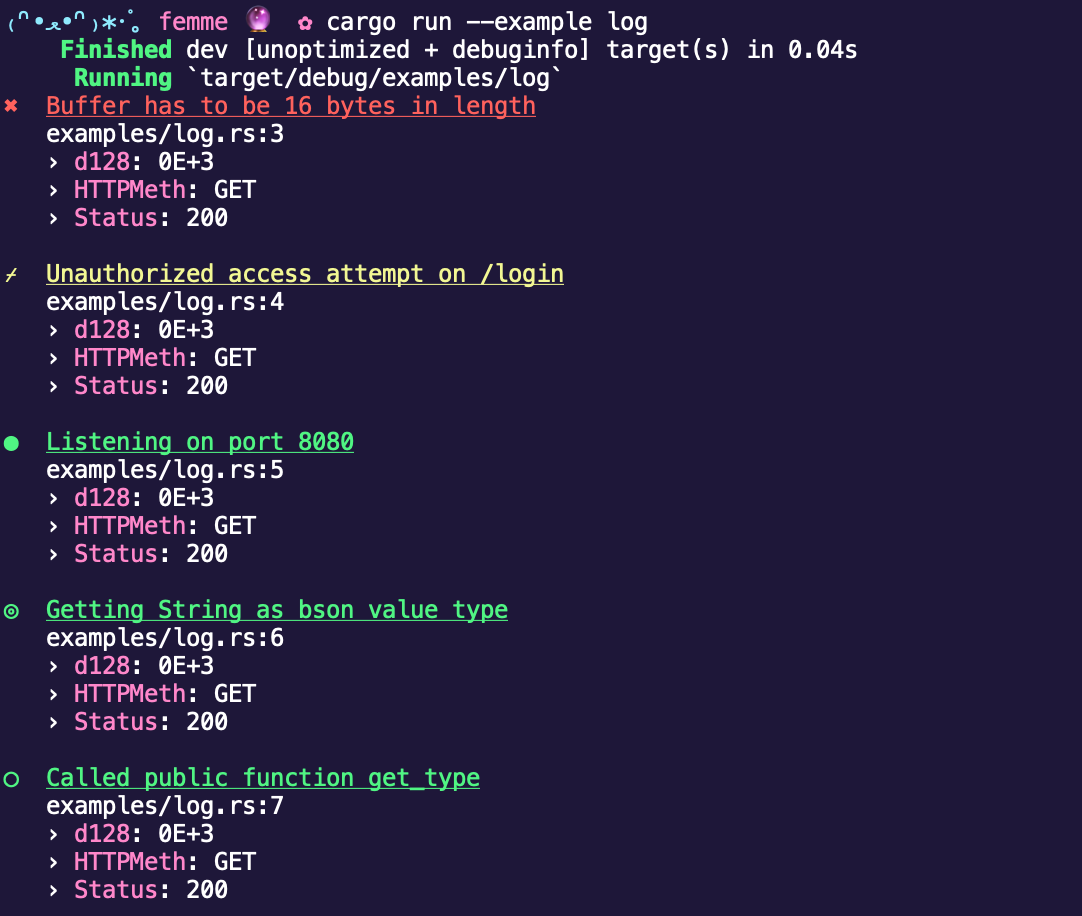 ₍ᐢ•ﻌ•ᐢ₎*･ﾟ｡ femme 🔮 ✿ cargo run --example log
Finished dev [unoptimized + debuginfo] target(s) in 0.04s
Running `target/debug/examples/log`
✖ Buffer has to be 16 bytes in length
examples/log.rs:3
› d128: 0E+3
› HTTPMeth: GET
› Status: 200
⌿ Unauthorized access attempt on /login
examples/log.rs:4
› d128: 0E+3
› HTTPMeth: GET
› Status: 200
● Listening on port 8080
examples/log.rs:5
› d128: 0E+3
› HTTPMeth: GET
› Status: 200
◎ Getting String as bson value type
examples/log.rs:6
› d128: 0E+3
› HTTPMeth: GET
› Status: 200
○ Called public function get_type
examples/log.rs:7
› d128: 0E+3
› HTTPMeth: GET
› Status: 200